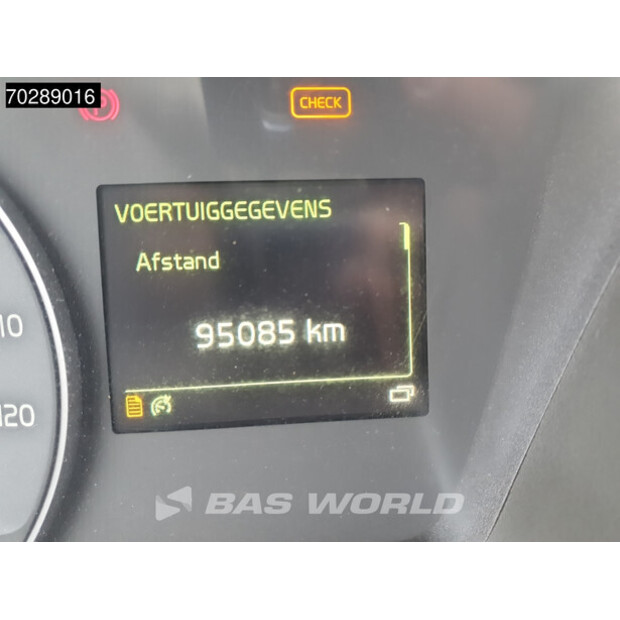 70289016
P
CHECK
VOERTUIGGEGEVENS
Afstand
95085 km
10
120
BAS WORLD